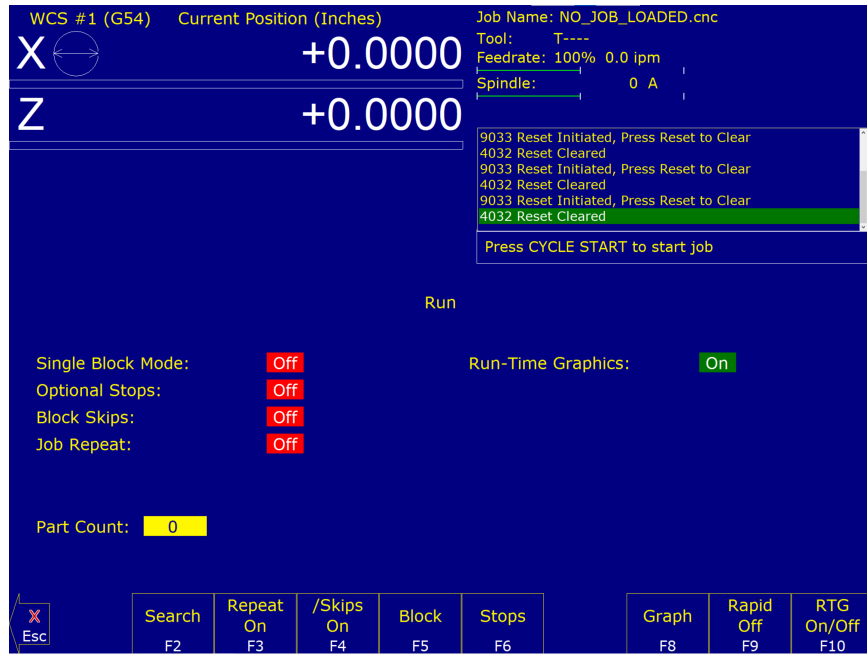 WCS #1 (G54) Current Position (Inches)
X +0.0000
Z +0.0000
Job Name: NO_JOB_LOADED.cnc
Tool: T----
Feedrate: 100% 0.0 ipm
Spindle: 0 A
9033 Reset Initiated, Press Reset to Clear
4032 Reset Cleared
9033 Reset Initiated, Press Reset to Clear
4032 Reset Cleared
9033 Reset Initiated, Press Reset to Clear
4032 Reset Cleared
Press CYCLE START to start job
Run
Single Block Mode: Off
Optional Stops: Off
Block Skips: Off
Job Repeat: Off
Run-Time Graphics: On
Part Count: 0
X
Esc
Search
F2
Repeat
On
F3
/Skips
On
F4
Block
F5
Stops
F6
Graph
F8
Rapid
Off
F9
RTG
On/Off
F10